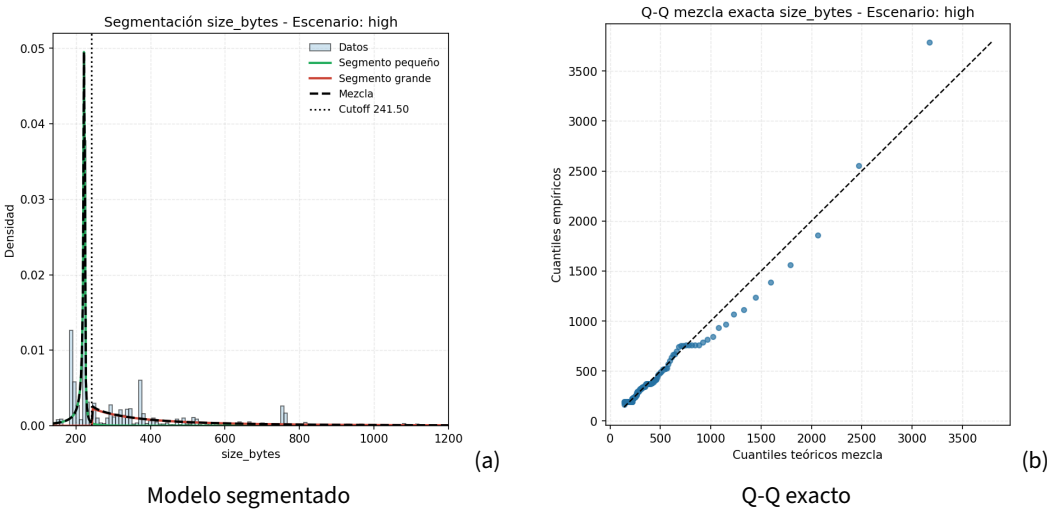 Segmentación size_bytes - Escenario: high
Densidad
0.05
0.04
0.03
0.02
0.01
0.00
Datos
Segmento pequeño
Segmento grande
Mezcla
Cutoff 241.50
200 400 600 800 1000 1200
size_bytes
(a)
Modelo segmentado
Q-Q mezcla exacta size_bytes - Escenario: high
Cuantiles empíricos
3500
3000
2500
2000
1500
1000
500
0
0 500 1000 1500 2000 2500 3000 3500
Cuantiles teóricos mezcla
(b)
Q-Q exacto